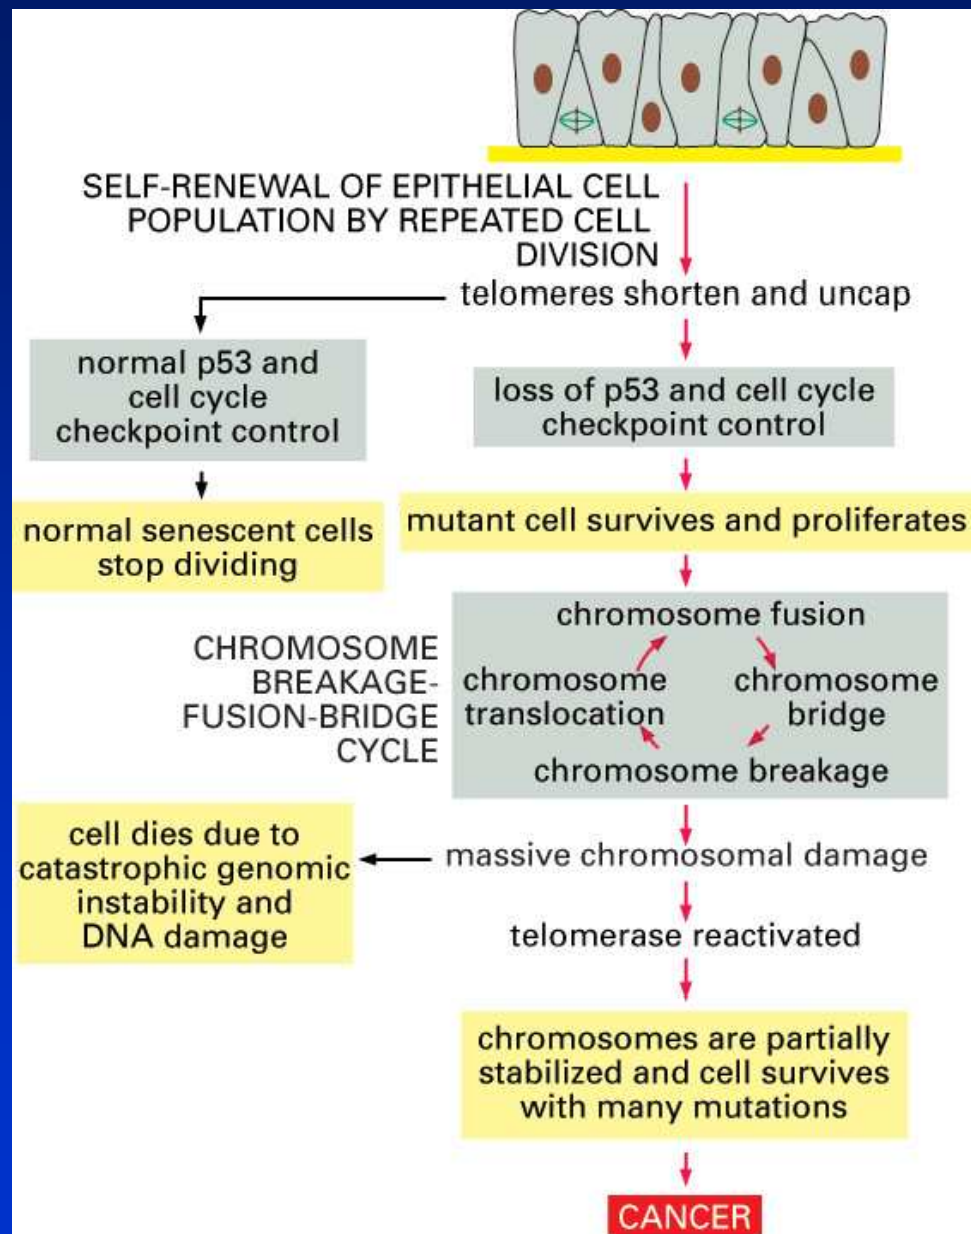 SELF-RENEWAL OF EPITHELIAL CELL
POPULATION BY REPEATED CELL
DIVISION
telomeres shorten and uncap
normal p53 and
cell cycle
checkpoint control
loss of p53 and cell cycle
checkpoint control
normal senescent cells
stop dividing
mutant cell survives and proliferates
CHROMOSOME
BREAKAGE-
FUSION-BRIDGE
CYCLE
chromosome fusion
chromosome
bridge
chromosome breakage
chromosome
translocation
massive chromosomal damage
cell dies due to
catastrophic genomic
instability and
DNA damage
telomerase reactivated
chromosomes are partially
stabilized and cell survives
with many mutations
CANCER